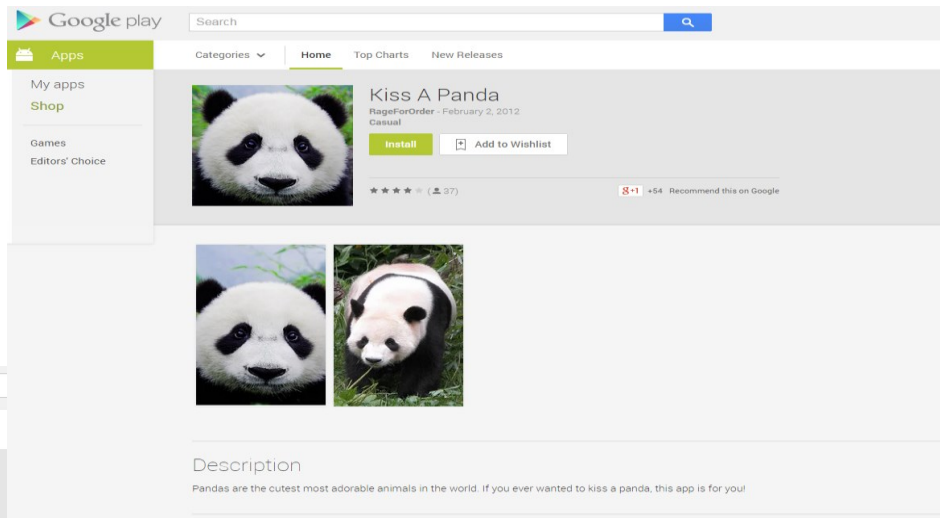 Google play
Search
Apps
Categories Home Top Charts New Releases
My apps
Shop
Games
Editors' Choice
Kiss A Panda
RageForOrder - February 2, 2012
Casual
Install Add to Wishlist
(37)
g+1 +54 Recommend this on Google
Description
Pandas are the cutest most adorable animals in the world. If you ever wanted to kiss a panda, this app is for you!